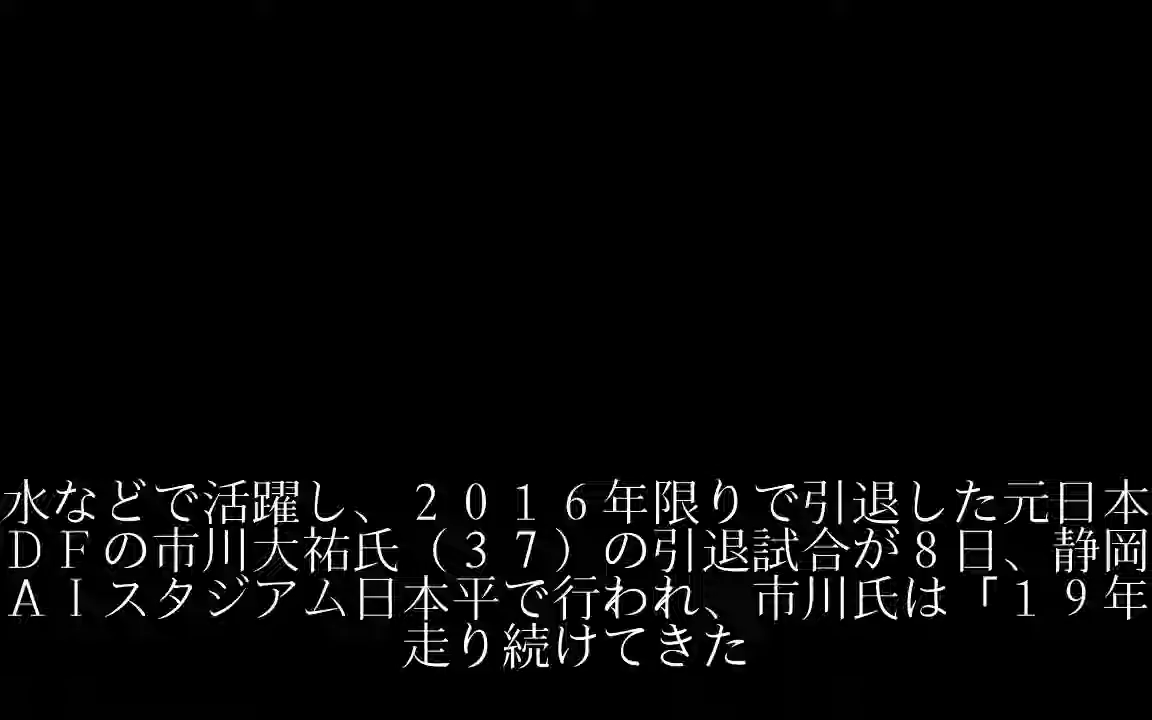 水などで活躍し、２０１６年限りで引退した元日本
ＤＦの市川大祐氏（３７）の引退試合が８日、静岡
ＡＩスタジアム日本平で行われ、市川氏は「１９年
走り続けてきた